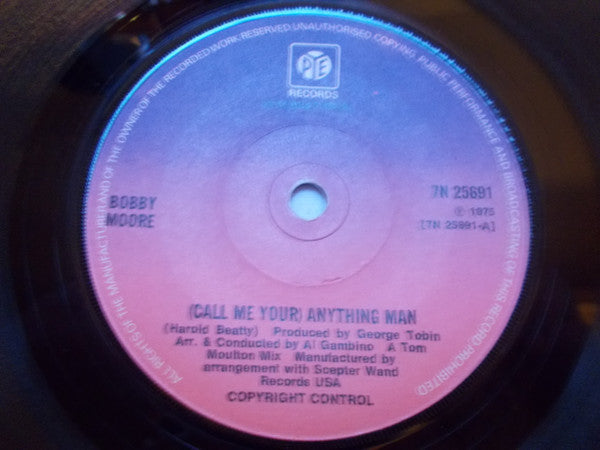 ALL RIGHTS OF THE MANUFACTURER AND OF THE OWNER OF THE RECORDED WORK RESERVED. UNAUTHORISED COPYING, PUBLIC PERFORMANCE AND BROADCASTING OF THIS RECORD PROHIBITED.
PYE
RECORDS
BOBBY
MOORE
7N 25691
Ⓟ 1975
[7N 25691-A]
(CALL ME YOUR) ANYTHING MAN
(Harold Beatty) Produced by George Tobin
Arr. & Conducted by Al Gambino A Tom
Moulton Mix Manufactured by
arrangement with Scepter Wand
Records USA
COPYRIGHT CONTROL